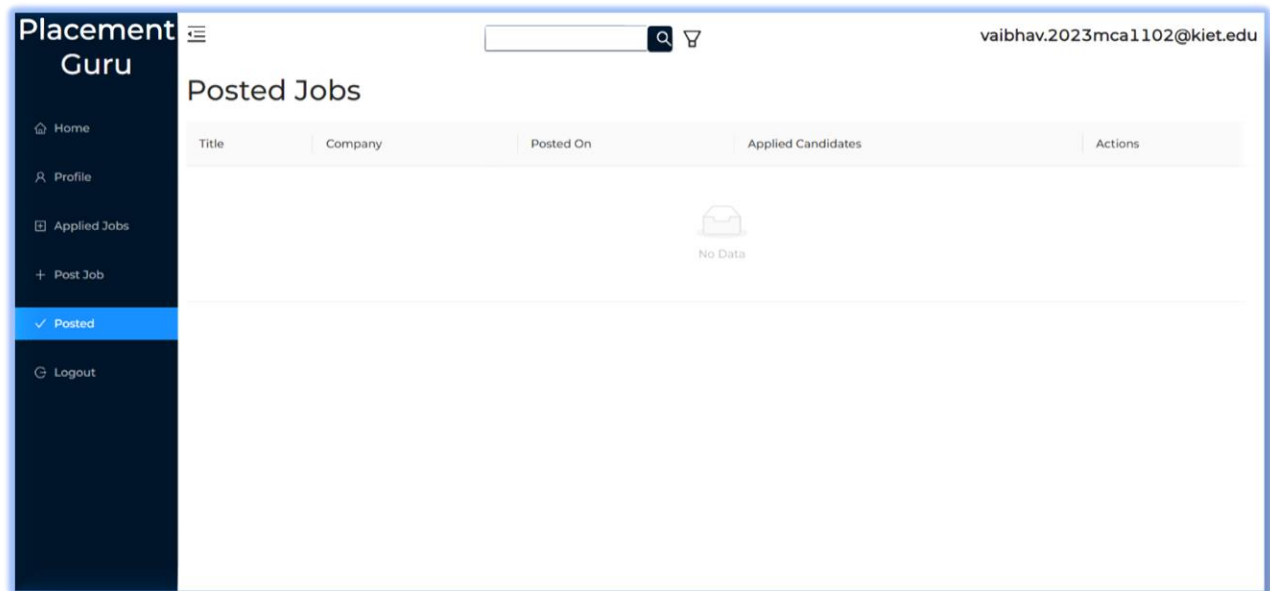 Placement
Guru
Home
Profile
Applied Jobs
Post Job
Posted
Logout
vaibhav.2023mca1102@kiet.edu
Posted Jobs
Title Company Posted On Applied Candidates Actions
No Data